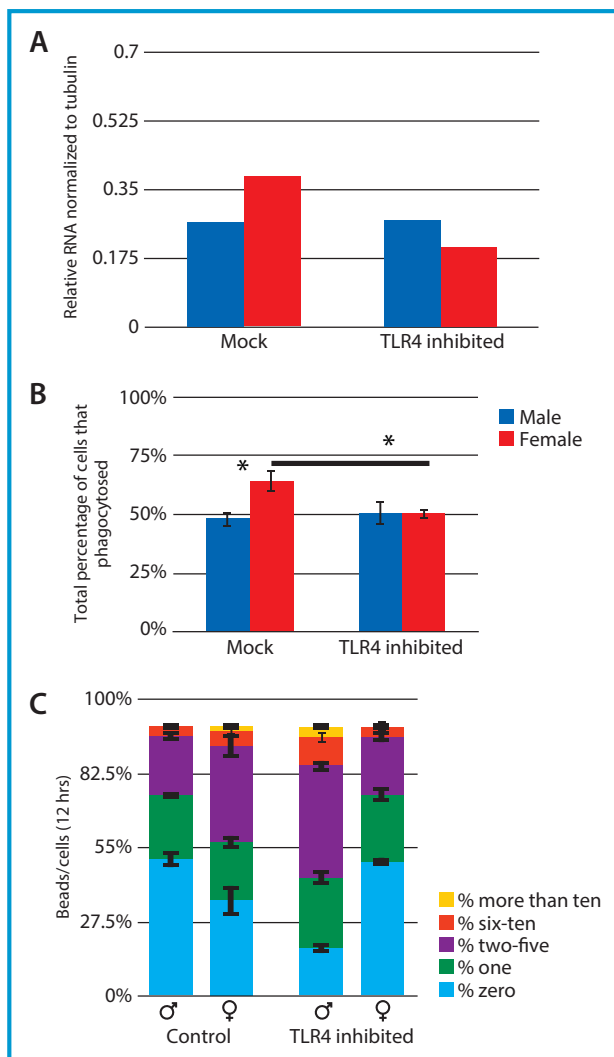 A
Relative RNA normalized to tubulin
0.7
0.525
0.35
0.175
0
Mock TLR4 inhibited
B
Total percentage of cells that
phagocytosed
100%
75%
50%
25%
0%
* *
Male
Female
Mock TLR4 inhibited
C
Beads/cells (12 hrs)
100%
82.5%
55%
27.5%
0%
% more than ten
% six-ten
% two-five
% one
% zero
♂ ♀ ♂ ♀
Control TLR4 inhibited